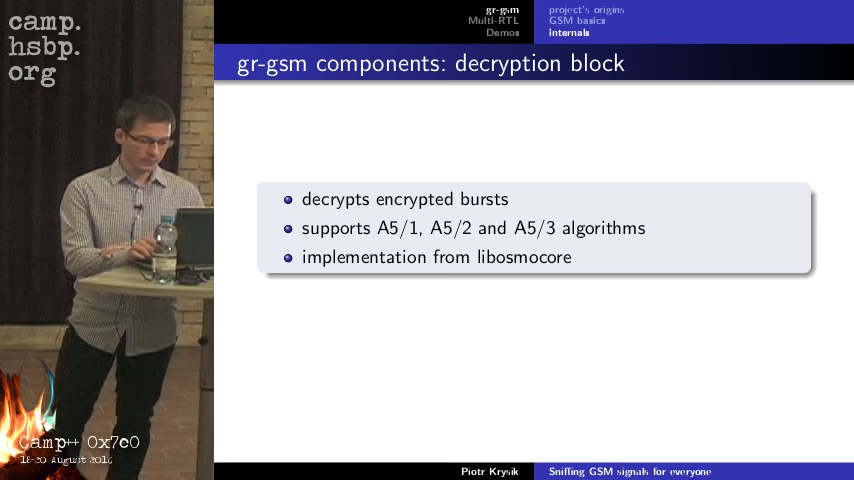 camp.
hsbp.
org
gr-gsm
Multi-RTL
Demos
project's origins
GSM basics
internals
gr-gsm components: decryption block
decrypts encrypted bursts
supports A5/1, A5/2 and A5/3 algorithms
implementation from libosmocore
Camp++ 0x7e0
August 2016
Piotr Krysik
Sniffing GSM signals for everyone